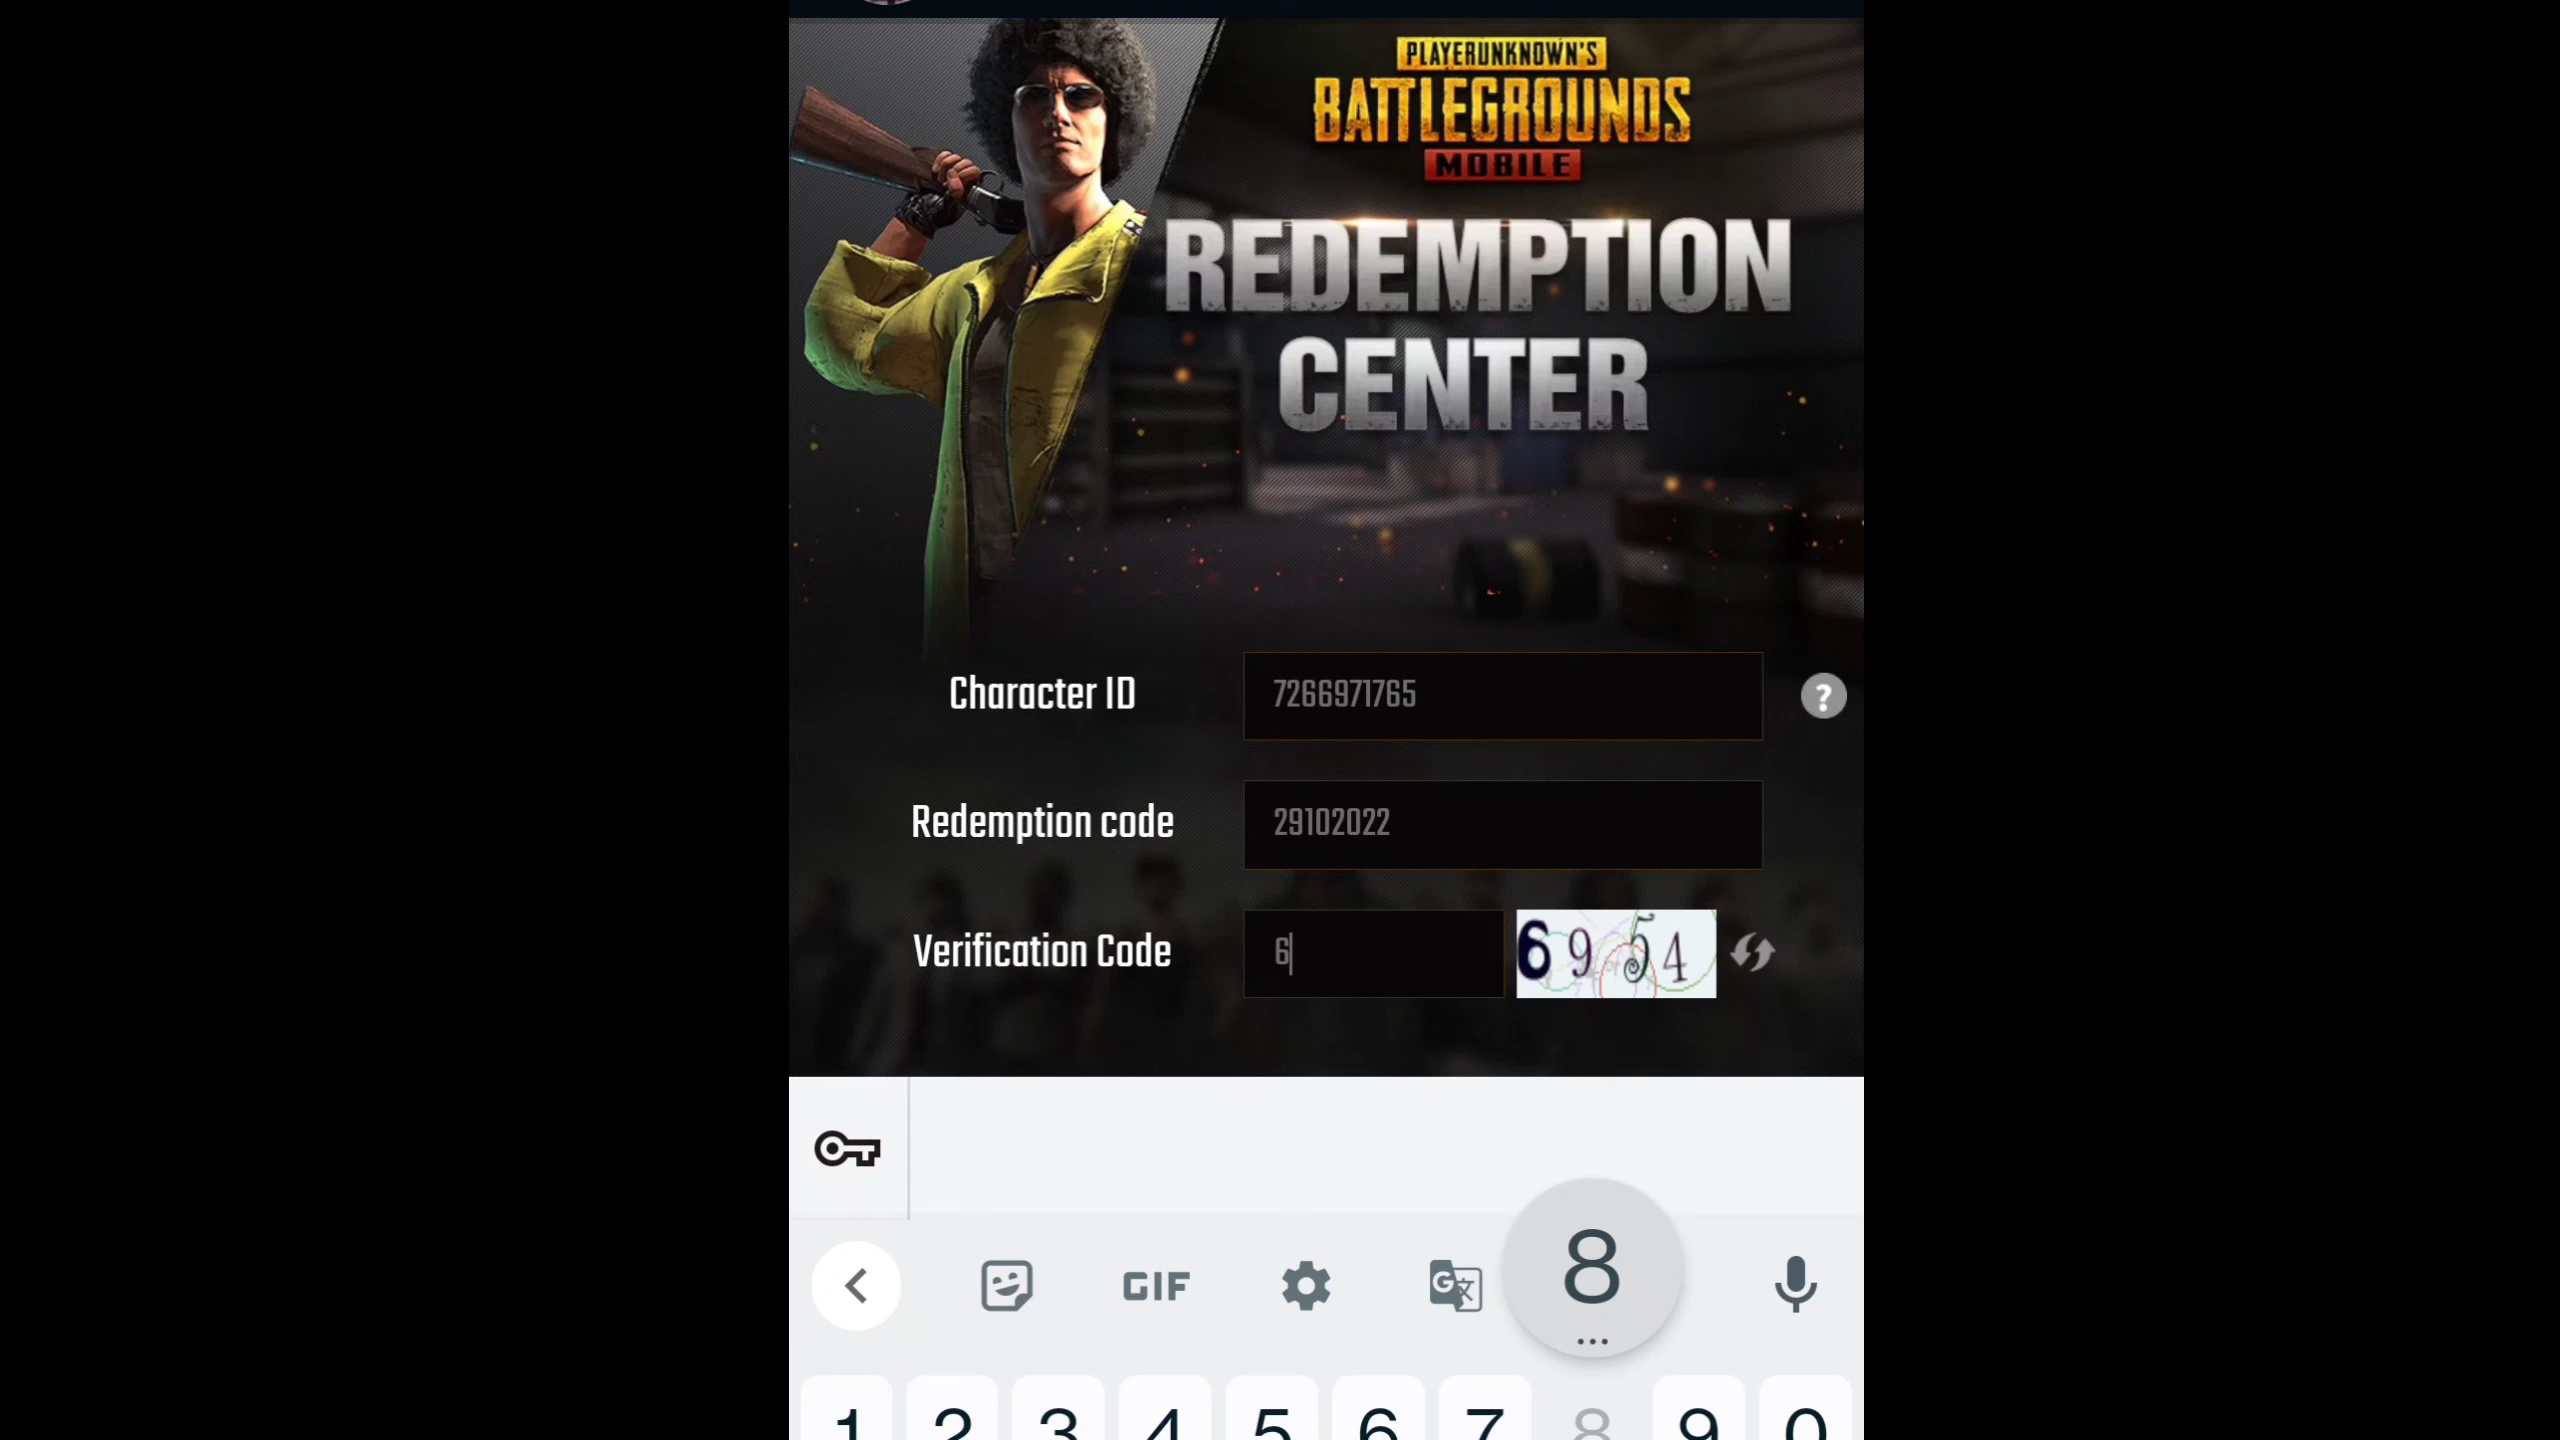 PLAYERUNKNOWN'S
BATTLEGROUNDS
MOBILE
REDEMPTION
CENTER
Character ID
7266971765
?
Redemption code
29102022
Verification Code
6
6954
GIF
G
8
...
1 2 3 4 5 6 7 8 9 0